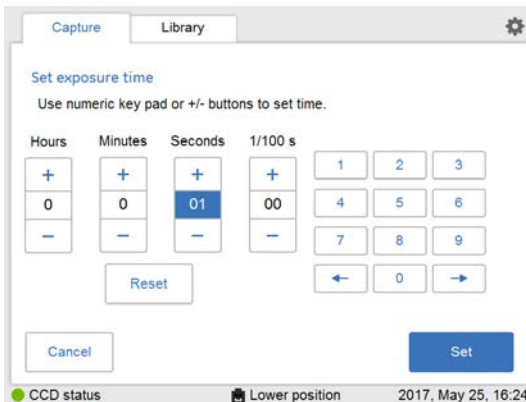 Capture Library
Set exposure time
Use numeric key pad or +/- buttons to set time.
Hours Minutes Seconds 1/100 s
+ + + +
1 2 3
0 0 01 00
4 5 6
− − − −
7 8 9
Reset
← 0 →
Cancel Set
CCD status Lower position 2017, May 25, 16:24